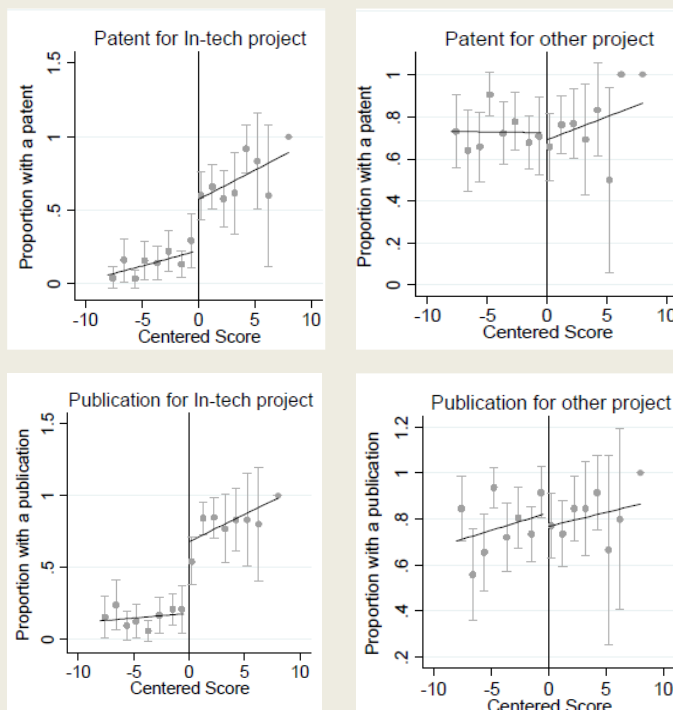 Patent for In-tech project
Proportion with a patent
0 .5 1 1.5
-10 -5 0 5 10
Centered Score
Patent for other project
Proportion with a patent
0 .2 .4 .6 .8 1
-10 -5 0 5 10
Centered Score
Publication for In-tech project
Proportion with a publication
0 .5 1 1.5
-10 -5 0 5 10
Centered Score
Publication for other project
Proportion with a publication
.2 .4 .6 .8 1 1.2
-10 -5 0 5 10
Centered Score